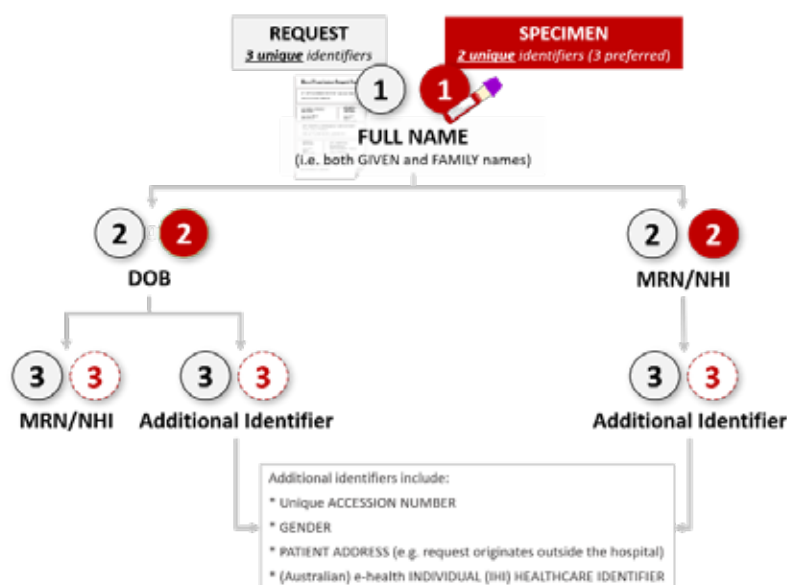 REQUEST
3 unique identifiers
SPECIMEN
2 unique identifiers (3 preferred)
1
1
FULL NAME
(i.e. both GIVEN and FAMILY names)
2
2
DOB
2
2
MRN/NHI
3
3
MRN/NHI
3
3
Additional Identifier
3
3
Additional Identifier
Additional identifiers include:
* Unique ACCESSION NUMBER
* GENDER
* PATIENT ADDRESS (e.g. request originates outside the hospital)
* (Australian) e-health INDIVIDUAL (IHI) HEALTHCARE IDENTIFIER